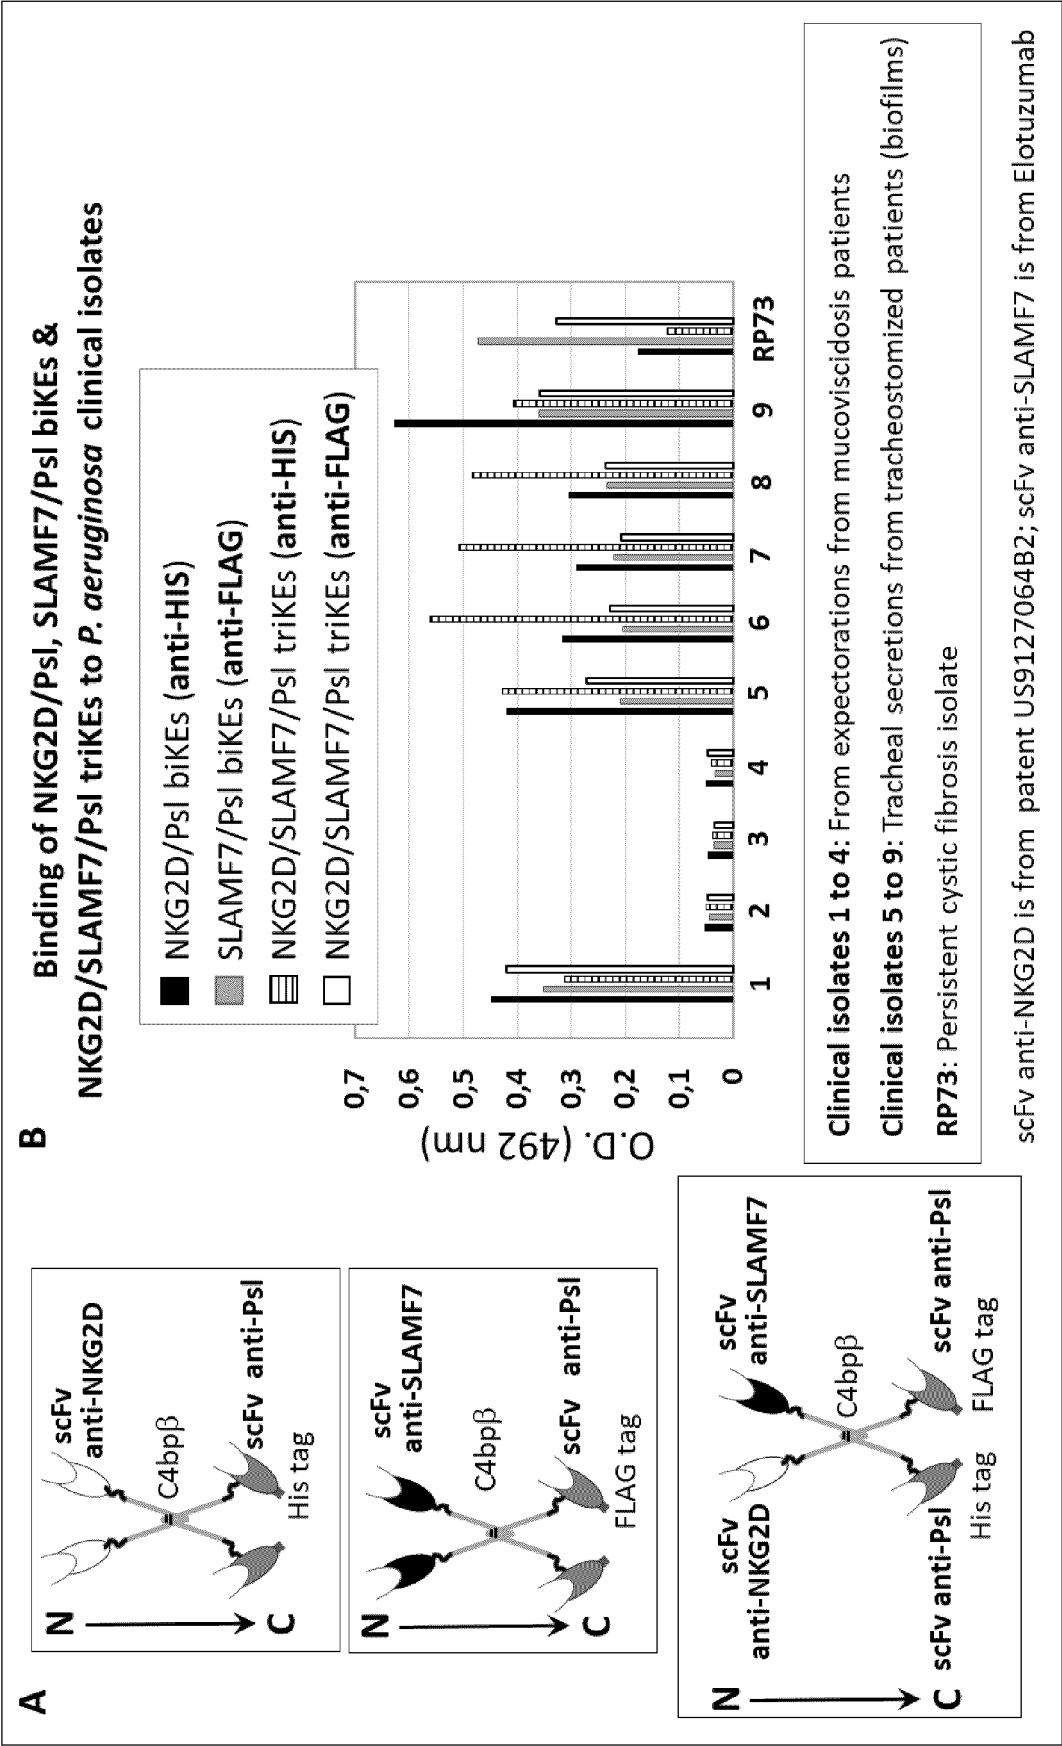 A
N
C
scFv
anti-NKG2D
C4bpβ
scFv anti-Psl
His tag
N
C
scFv
anti-SLAMF7
C4bpβ
scFv anti-Psl
FLAG tag
N
C
scFv
anti-NKG2D
scFv
anti-SLAMF7
C4bpβ
scFv anti-Psl
scFv anti-Psl
His tag
FLAG tag
B
Binding of NKG2D/Psl, SLAMF7/Psl biKEs &
NKG2D/SLAMF7/Psl triKEs to P. aeruginosa clinical isolates
NKG2D/Psl biKEs (anti-HIS)
SLAMF7/Psl biKEs (anti-FLAG)
NKG2D/SLAMF7/Psl triKEs (anti-HIS)
NKG2D/SLAMF7/Psl triKEs (anti-FLAG)
O.D. (492 nm)
0,7
0,6
0,5
0,4
0,3
0,2
0,1
0
1 2 3 4 5 6 7 8 9 RP73
Clinical isolates 1 to 4: From expectorations from mucoviscidosis patients
Clinical isolates 5 to 9: Tracheal secretions from tracheostomized patients (biofilms)
RP73: Persistent cystic fibrosis isolate
scFv anti-NKG2D is from patent US9127064B2; scFv anti-SLAMF7 is from Elotuzumab